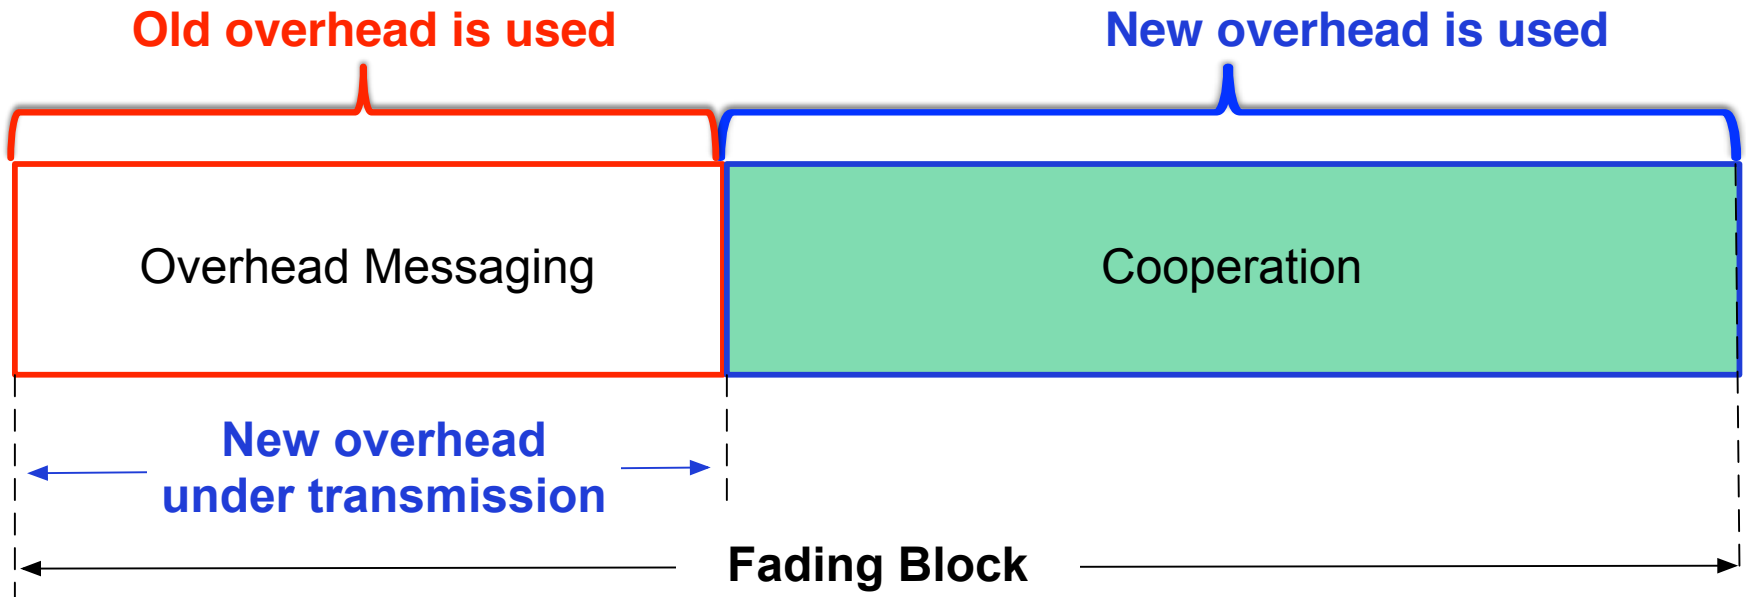 Old overhead is used
New overhead is used
Overhead Messaging
Cooperation
New overhead
under transmission
Fading Block